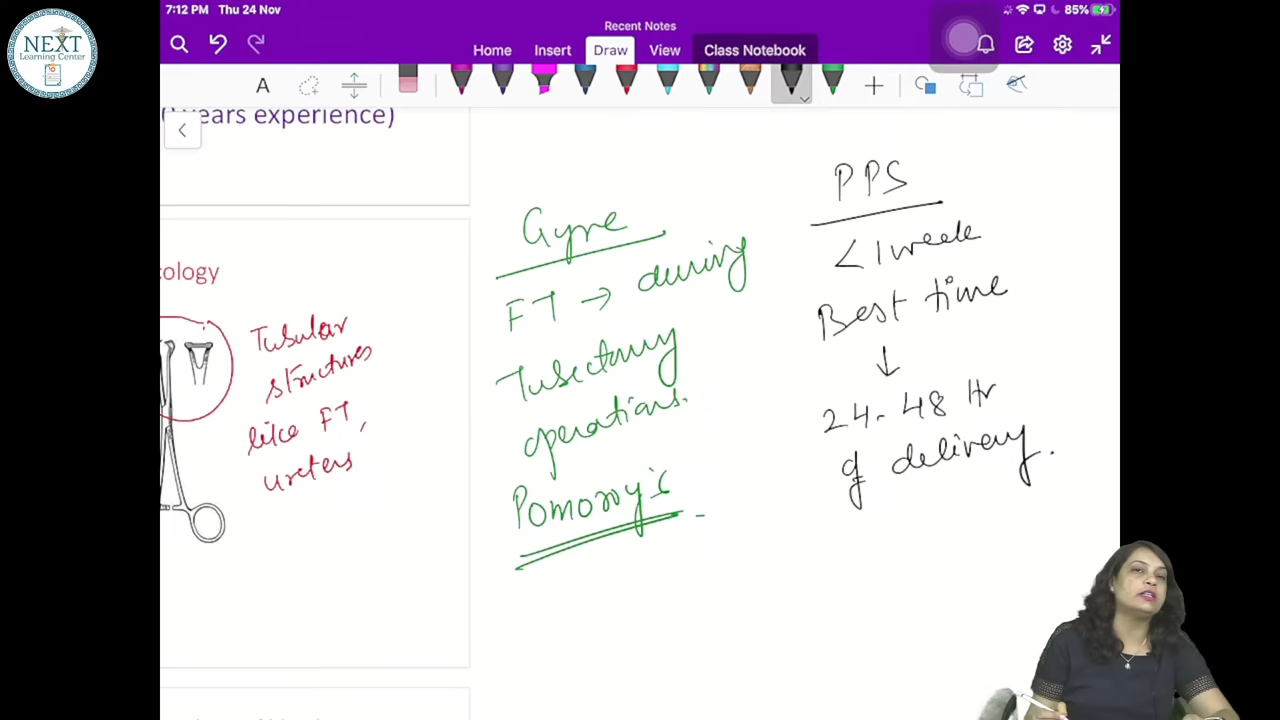 7:12 PM Thu 24 Nov
85%
NEXT
Learning Center
Recent Notes
Home Insert Draw View Class Notebook
A
years experience)
cology
Tubular
structures
like FT,
ureters
Gyne
FT → during
Tubectomy
operations.
Pomoroy's
PPS
< 1 week
Best time
↓
24-48 Hr
of delivery.